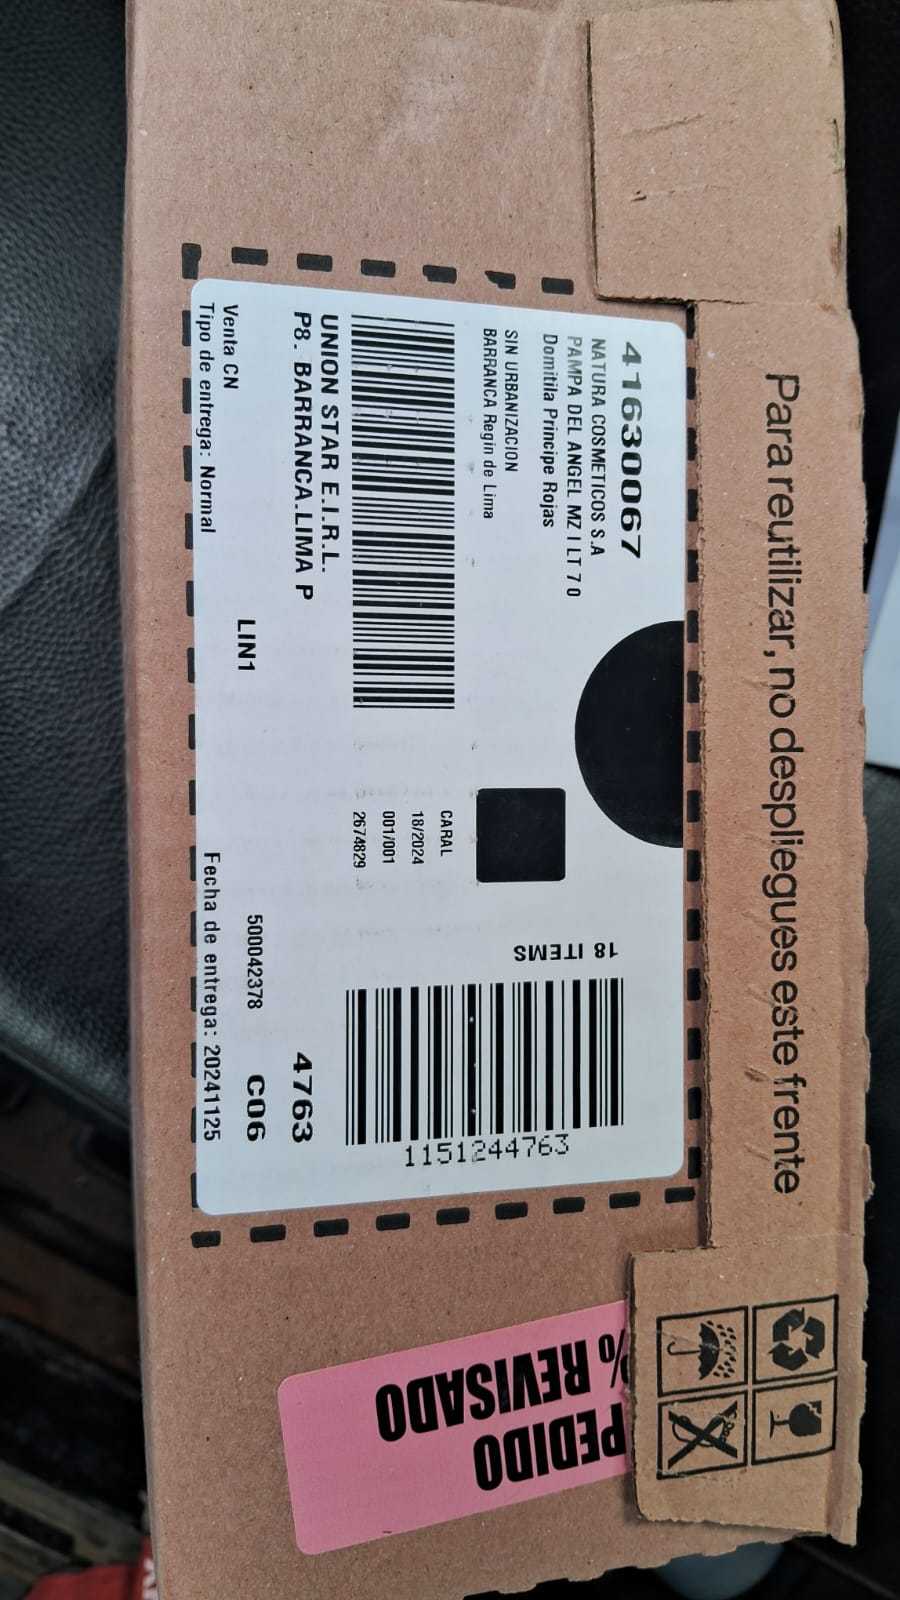 Para reutilizar, no despliegues este frente
41630067
NATURA COSMETICOS S.A
PAMPA DEL ANGEL MZ I LT 7 0
Domitila Principe Rojas
SIN URBANIZACION
BARRANCA Regin de Lima
CARAL
18/2024
001/001
2674829
UNION STAR E.I.R.L.
P8. BARRANCA.LIMA P
Venta CN
LIN1
Tipo de entrega: Normal
18 ITEMS
1151244763
4763
500042378
C06
Fecha de entrega: 20241125
PEDIDO
% REVISADO